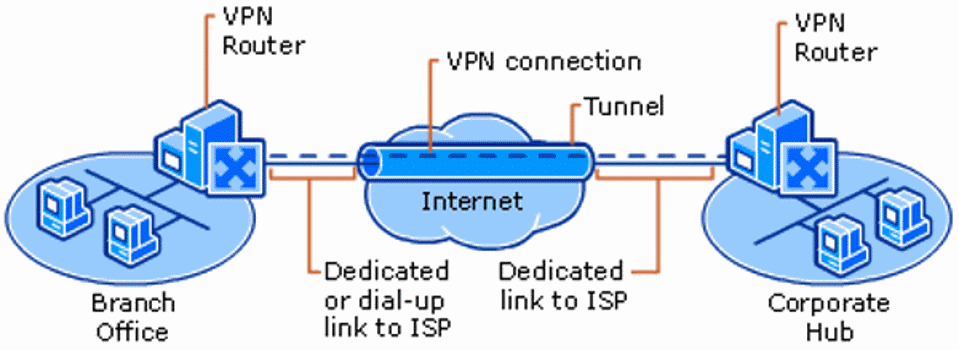 VPN
Router
VPN connection
Tunnel
VPN
Router
Internet
Dedicated
or dial-up
link to ISP
Dedicated
link to ISP
Branch
Office
Corporate
Hub